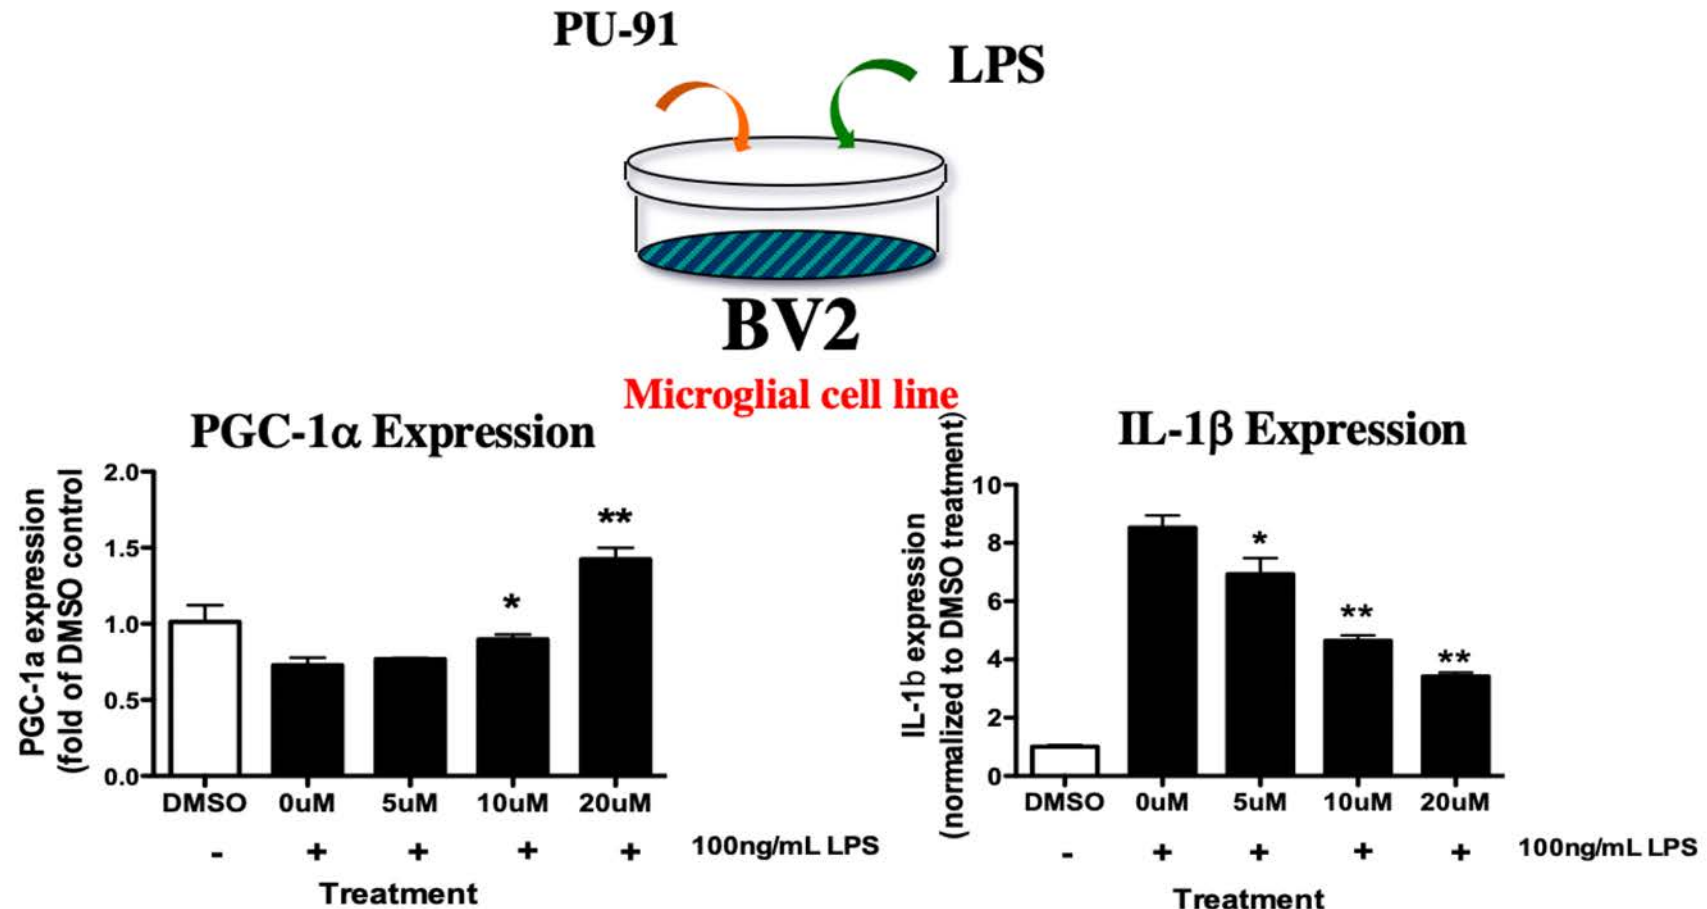 PU-91
LPS
BV2
Microglial cell line
PGC-1α Expression
PGC-1a expression
(fold of DMSO control
2.0
1.5
1.0
0.5
0.0
*
**
DMSO 0uM 5uM 10uM 20uM
- + + + + 100ng/mL LPS
Treatment
IL-1β Expression
IL-1b expression
(normalized to DMSO treatment)
10
8
6
4
2
0
*
**
**
DMSO 0uM 5uM 10uM 20uM
- + + + + 100ng/mL LPS
Treatment